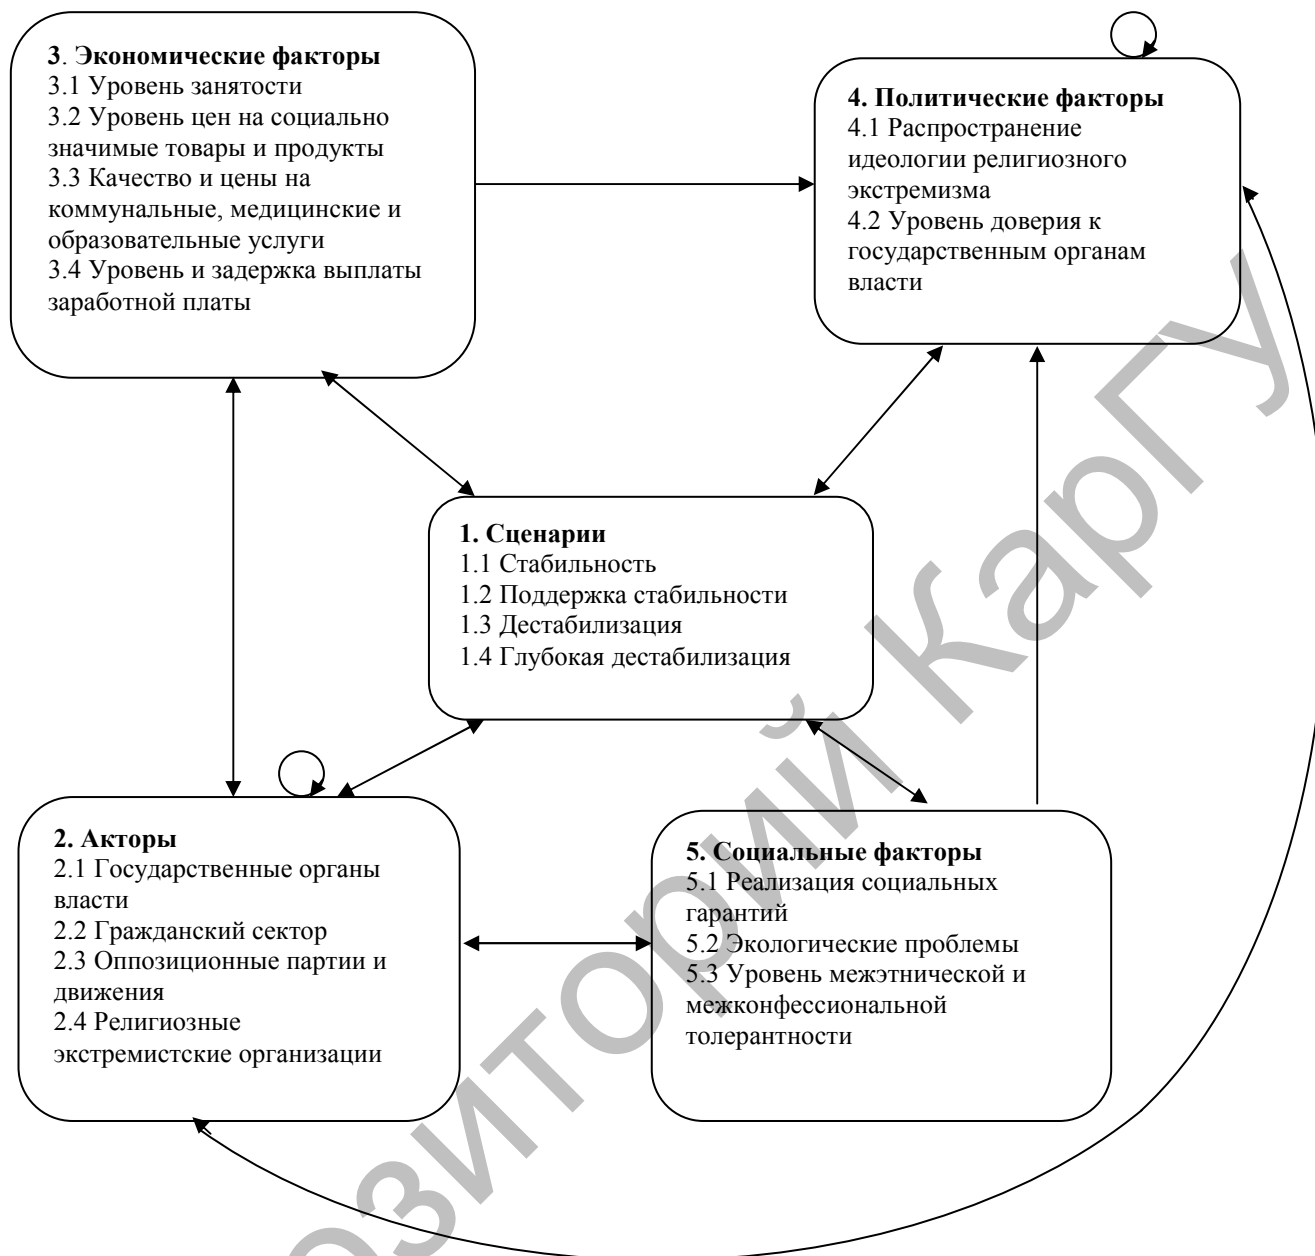 3. Экономические факторы
3.1 Уровень занятости
3.2 Уровень цен на социально
значимые товары и продукты
3.3 Качество и цены на
коммунальные, медицинские и
образовательные услуги
3.4 Уровень и задержка выплаты
заработной платы
4. Политические факторы
4.1 Распространение
идеологии религиозного
экстремизма
4.2 Уровень доверия к
государственным органам
власти
1. Сценарии
1.1 Стабильность
1.2 Поддержка стабильности
1.3 Дестабилизация
1.4 Глубокая дестабилизация
2. Акторы
2.1 Государственные органы
власти
2.2 Гражданский сектор
2.3 Оппозиционные партии и
движения
2.4 Религиозные
экстремистские организации
5. Социальные факторы
5.1 Реализация социальных
гарантий
5.2 Экологические проблемы
5.3 Уровень межэтнической и
межконфессиональной
толерантности
КарГУ